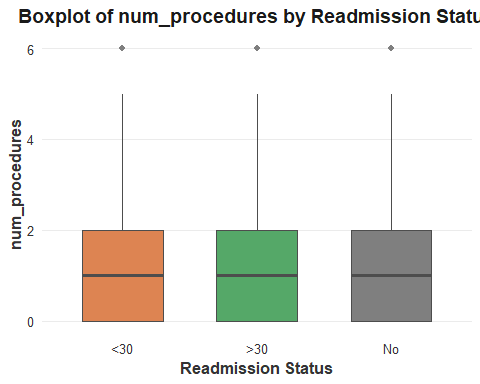 Boxplot of num_procedures by Readmission Statu
6
4
2
0
num_procedures
<30
>30
No
Readmission Status